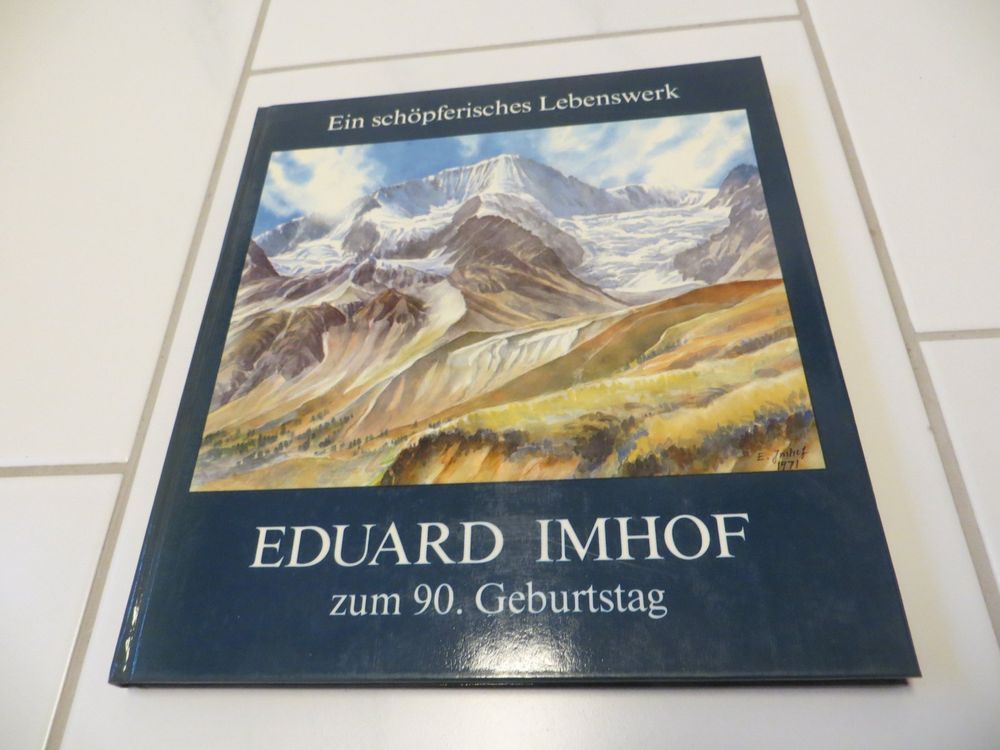 Ein schöpferisches Lebenswerk
E. Imhof
1971
EDUARD IMHOF
zum 90. Geburtstag